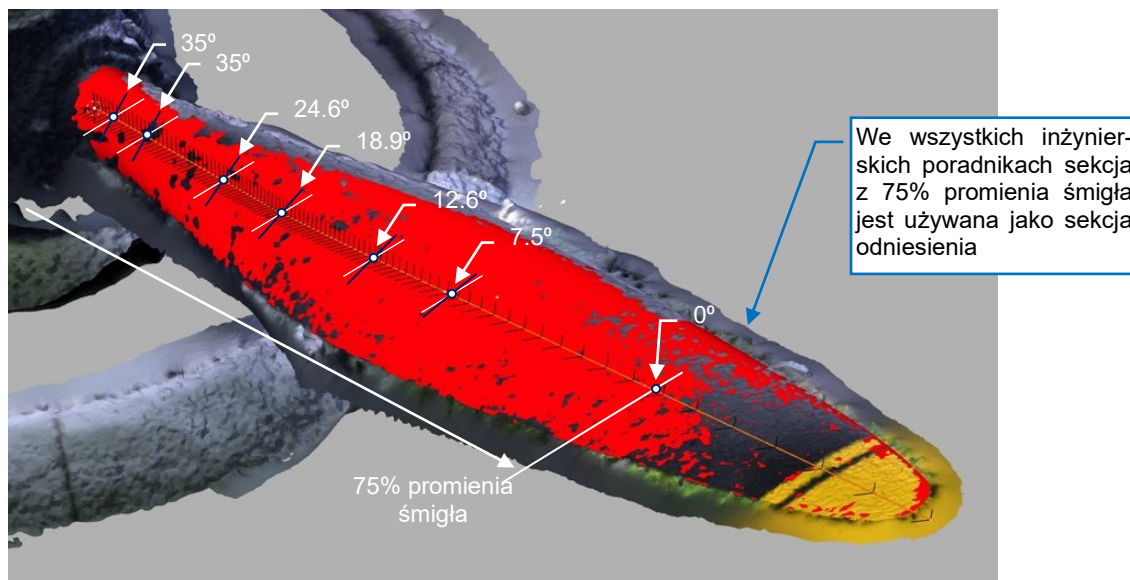 35º
35º
24.6º
18.9º
12.6º
7.5º
0º
We wszystkich inżynier-
skich poradnikach sekcja
z 75% promienia śmigła
jest używana jako sekcja
odniesienia
75% promienia
śmigła